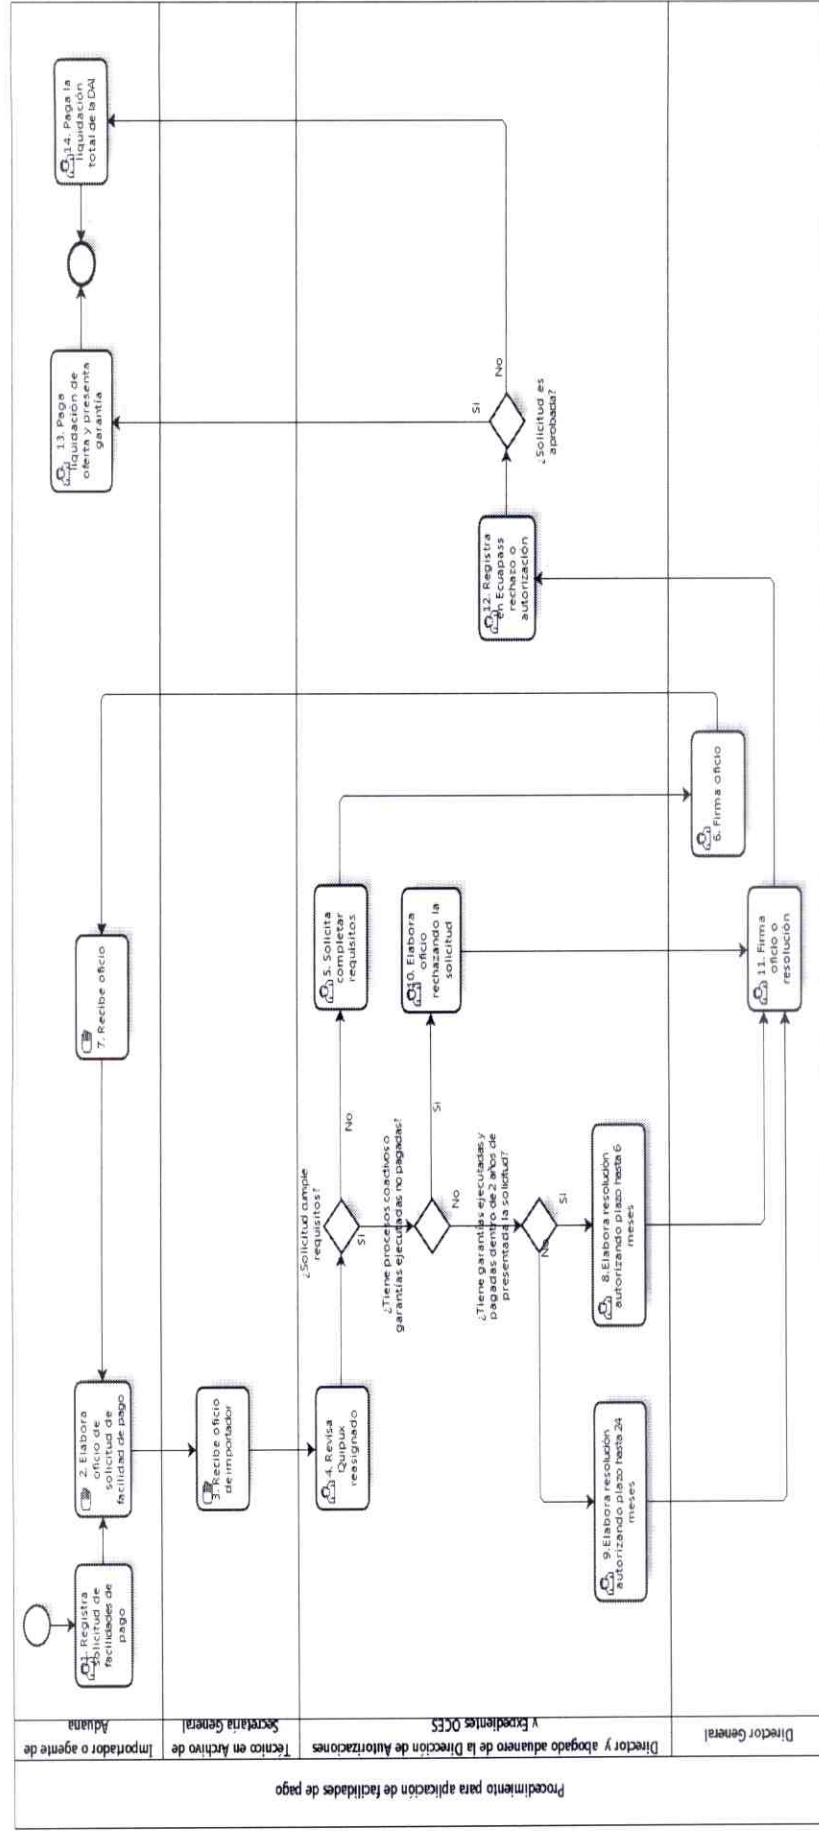 Procedimiento para aplicación de facilidades de pago
Importador o agente de
Aduana
Técnico en Archivo de
Secretaría General
Director y abogado aduanero de la Dirección de Autorizaciones
y Expedientes OCES
Director General
1. Registra
solicitud de
facilidades de
pago
2. Elabora
oficio de
solicitud de
facilidad de pago
7. Recibe oficio
13. Paga
liquidación de
oferta y presenta
garantía
14. Paga la
liquidación
total de la DAI
3. Recibe oficio
de importador
4. Revisa
Quipux
reasignado
¿Solicitud cumple
requisitos?
No
Si
5. Solicita
completar
requisitos
¿Tiene procesos coactivos o
garantías ejecutadas no pagadas?
Si
No
10. Elabora
oficio
rechazando la
solicitud
¿Tiene garantías ejecutadas y
pagadas dentro de 2 años de
presentada la solicitud?
No
Si
8.Elabora resolución
autorizando plazo hasta 6
meses
9.Elabora resolución
autorizando plazo hasta 24
meses
12. Registra
en Ecuapass
rechazo o
autorización
Si
No
¿Solicitud es
aprobada?
6. Firma oficio
11. Firma
oficio o
resolución